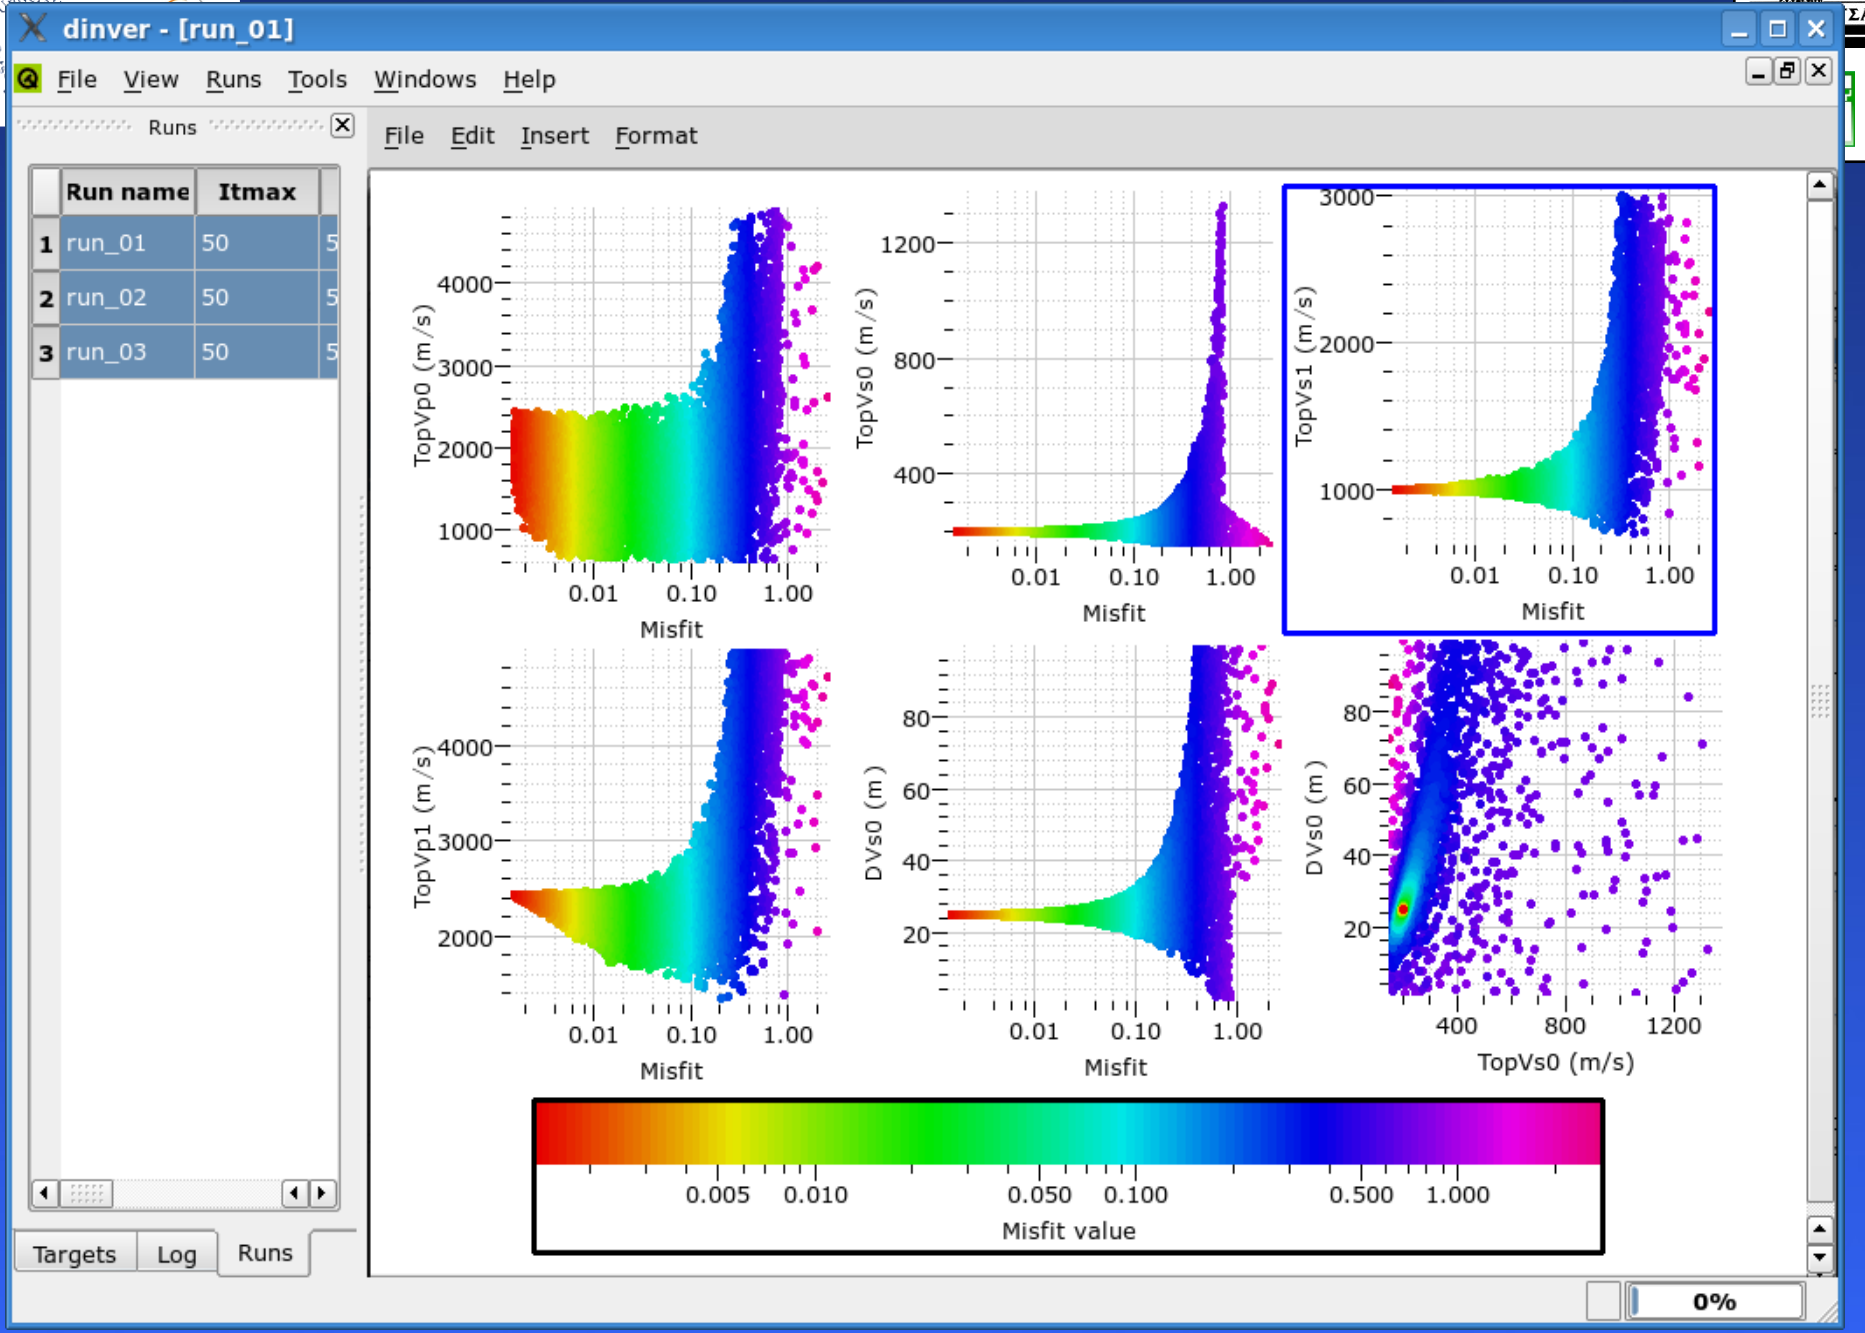 dinver - [run_01]
File View Runs Tools Windows Help
Runs
File Edit Insert Format
Run name Itmax
1 run_01 50 5
2 run_02 50 5
3 run_03 50 5
TopVp0 (m/s)
4000
3000
2000
1000
0.01 0.10 1.00
Misfit
TopVs0 (m/s)
1200
800
400
0.01 0.10 1.00
Misfit
TopVs1 (m/s)
3000
2000
1000
0.01 0.10 1.00
Misfit
TopVp1 (m/s)
4000
3000
2000
0.01 0.10 1.00
Misfit
DVs0 (m)
80
60
40
20
0.01 0.10 1.00
Misfit
DVs0 (m)
80
60
40
20
400 800 1200
TopVs0 (m/s)
0.005 0.010 0.050 0.100 0.500 1.000
Misfit value
Targets Log Runs
0%